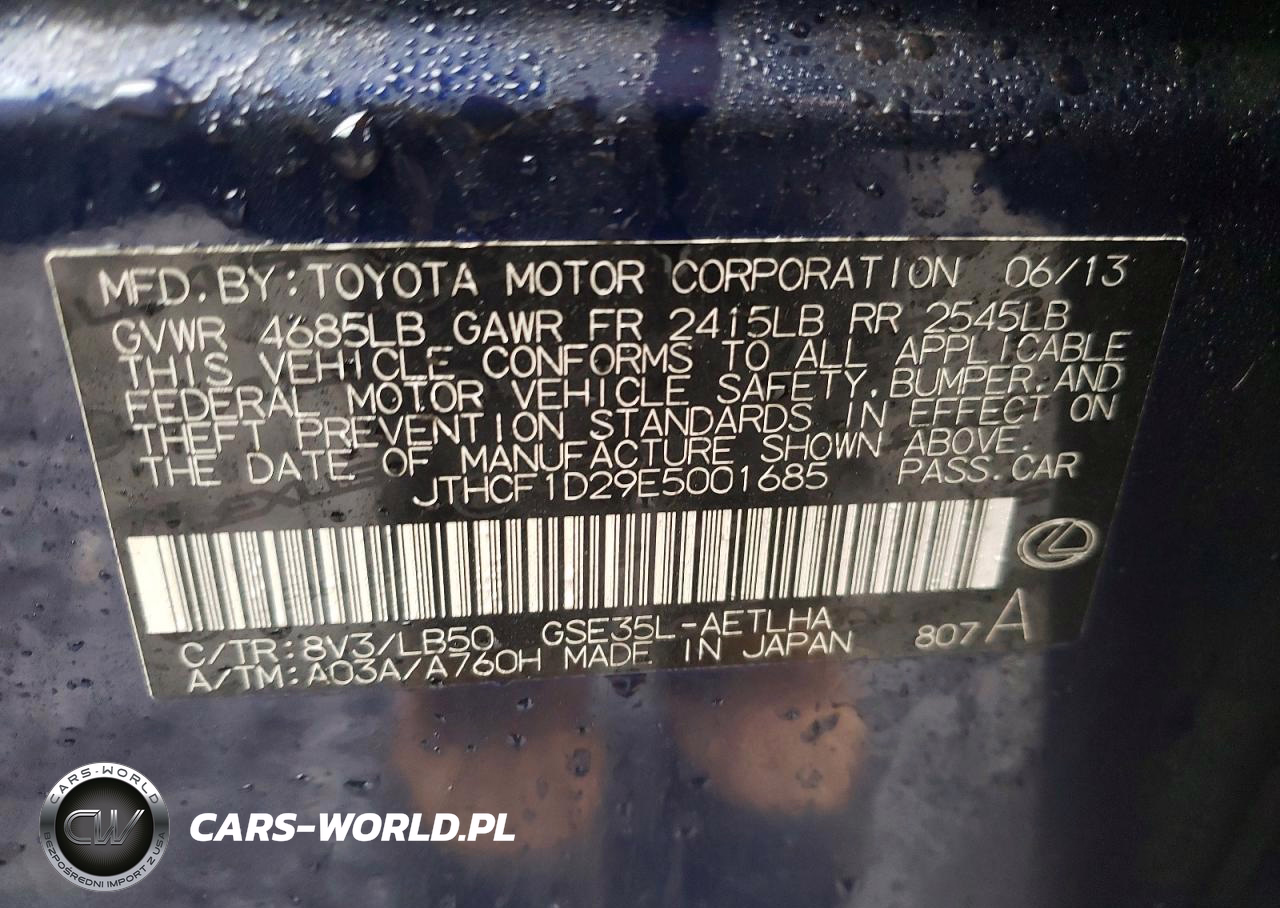 MFD. BY: TOYOTA MOTOR CORPORATION 06/13
GVWR 4685LB GAWR FR 2415LB RR 2545LB
THIS VEHICLE CONFORMS TO ALL APPLICABLE
FEDERAL MOTOR VEHICLE SAFETY, BUMPER, AND
THEFT PREVENTION STANDARDS IN EFFECT ON
THE DATE OF MANUFACTURE SHOWN ABOVE.
JTHCF1D29E5001685 PASS. CAR
C/TR: 8V3/LB50 GSE35L-AETLHA
A/TM: A03A/A760H MADE IN JAPAN 807 A
CARS-WORLD
CW
BEZPOŚREDNI IMPORT Z USA
CARS-WORLD.PL